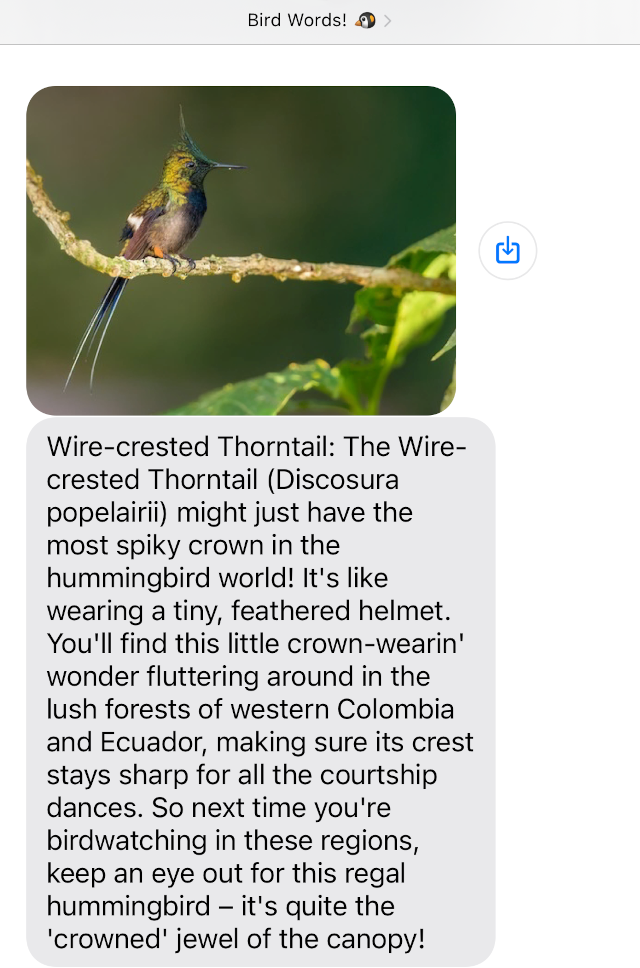 Bird Words! 🐧
Wire-crested Thorntail: The Wire-
crested Thorntail (Discosura
popelairii) might just have the
most spiky crown in the
hummingbird world! It's like
wearing a tiny, feathered helmet.
You'll find this little crown-wearin'
wonder fluttering around in the
lush forests of western Colombia
and Ecuador, making sure its crest
stays sharp for all the courtship
dances. So next time you're
birdwatching in these regions,
keep an eye out for this regal
hummingbird – it's quite the
'crowned' jewel of the canopy!